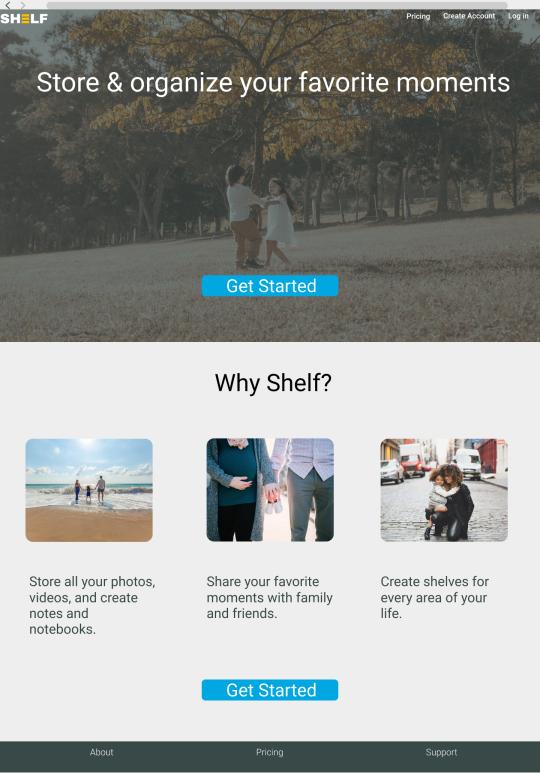 SHELF
Pricing Create Account Log in
Store & organize your favorite moments
Get Started
Why Shelf?
Store all your photos,
videos, and create
notes and
notebooks.
Share your favorite
moments with family
and friends.
Create shelves for
every area of your
life.
Get Started
About Pricing Support